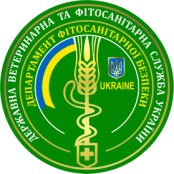 ДЕРЖАВНА ВЕТЕРИНАРНА ТА ФІТОСАНІТАРНА СЛУЖБА УКРАЇНИ
ДЕПАРТАМЕНТ ФІТОСАНІТАРНОЇ БЕЗПЕКИ
UKRAINE